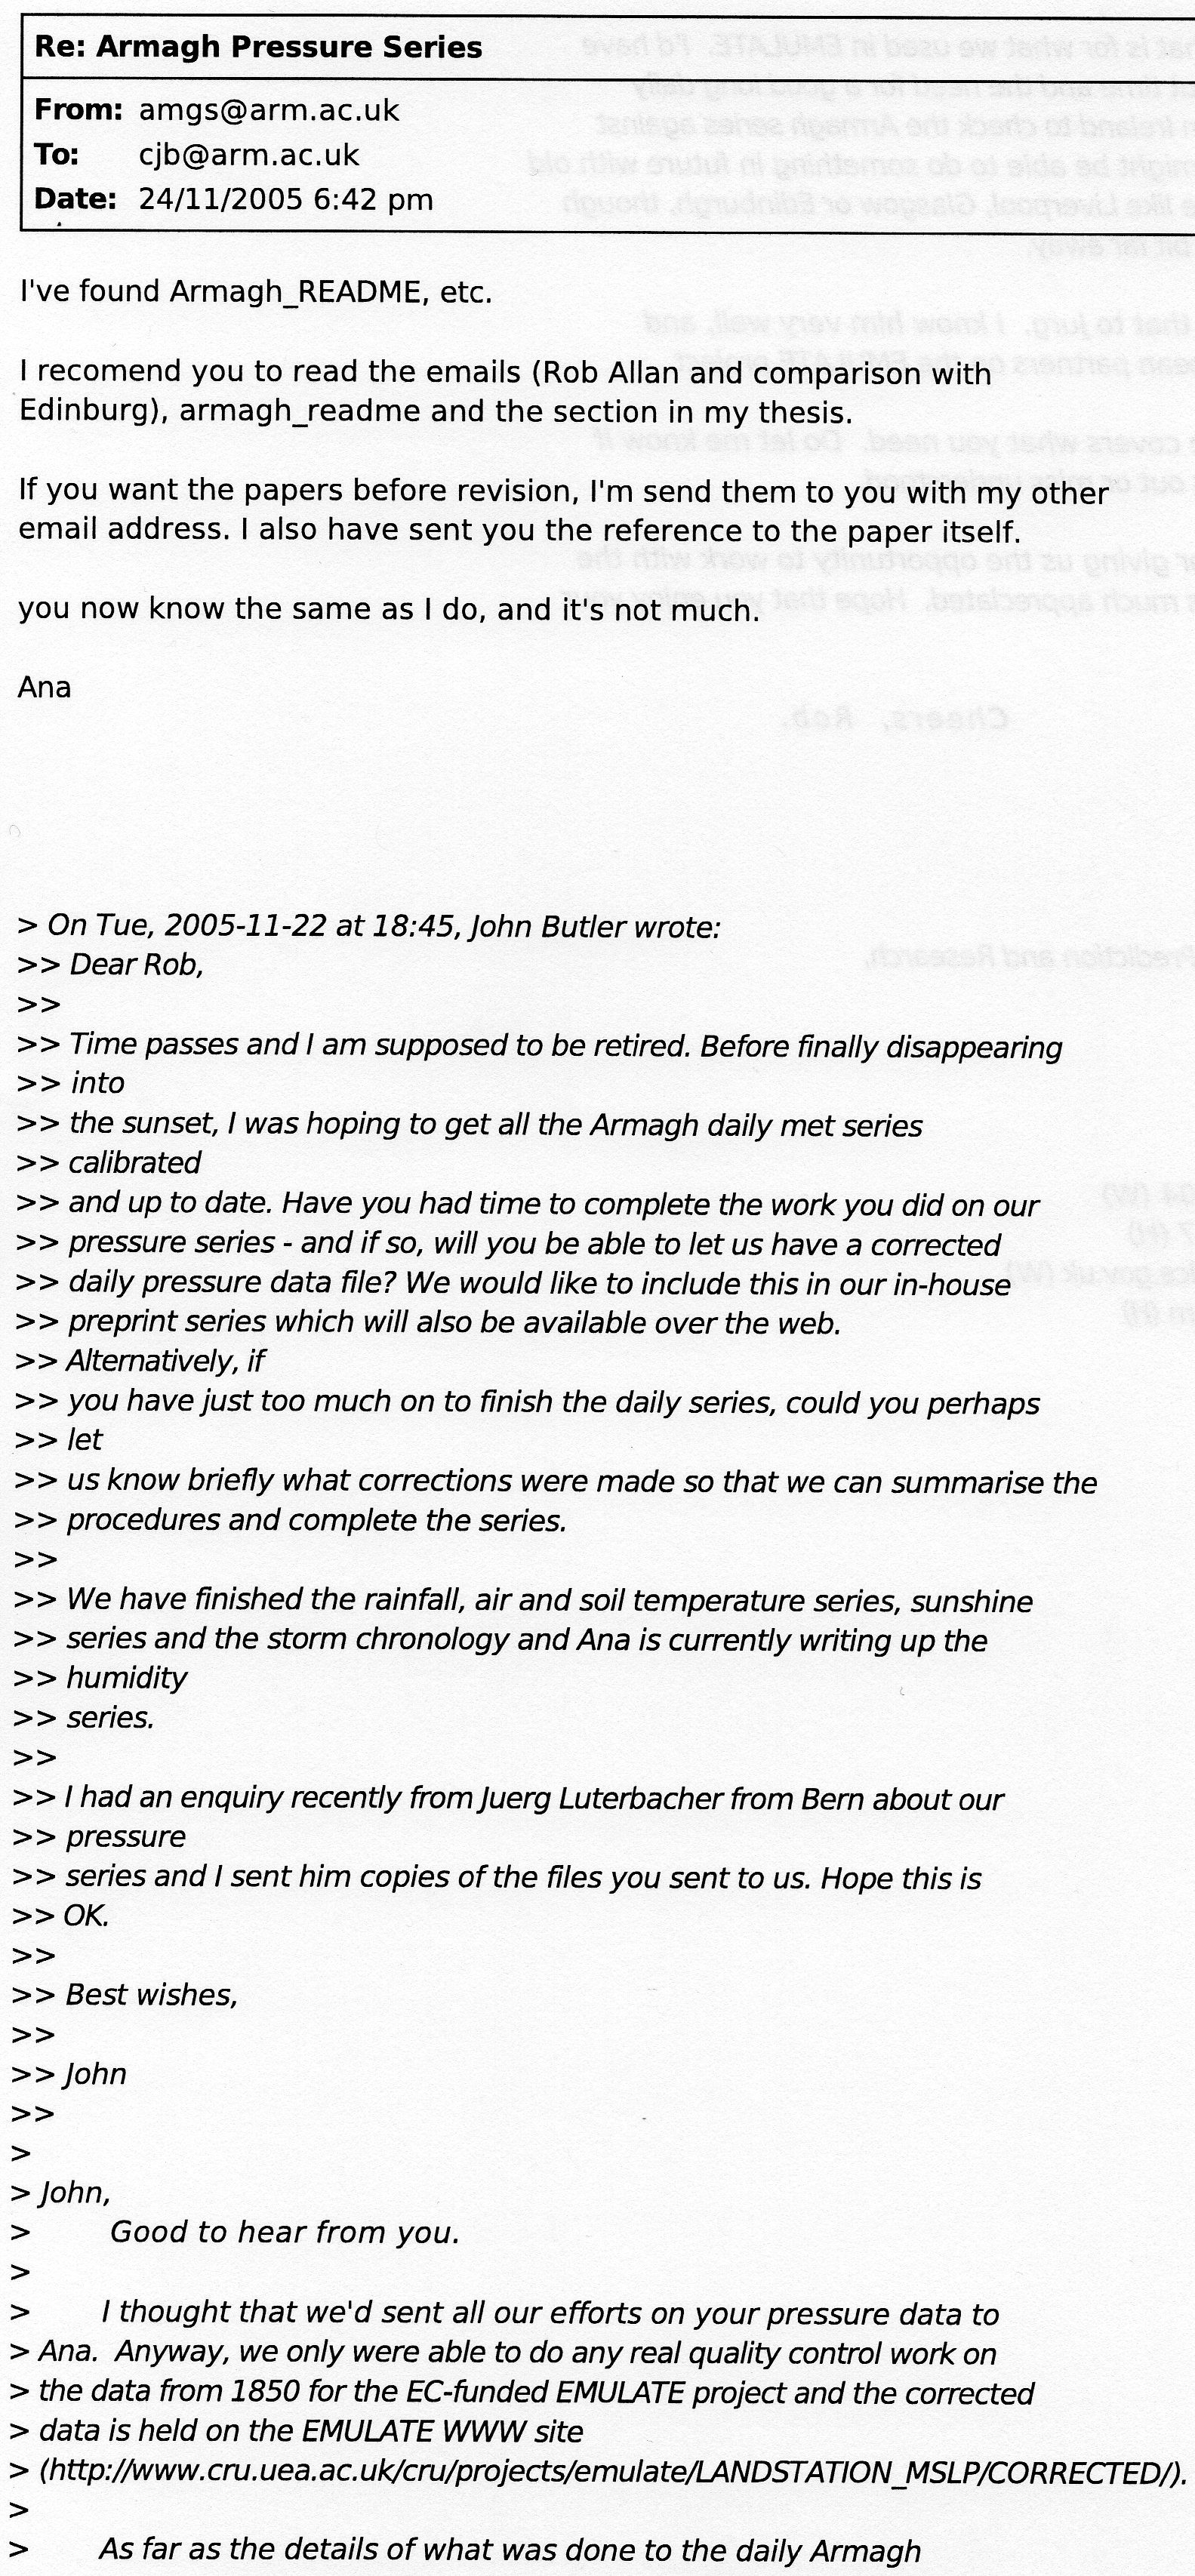 Re: Armagh Pressure Series
From: amgs@arm.ac.uk
To: cjb@arm.ac.uk
Date: 24/11/2005 6:42 pm
I've found Armagh_README, etc.
I recomend you to read the emails (Rob Allan and comparison with
Edinburg), armagh_readme and the section in my thesis.
If you want the papers before revision, I'm send them to you with my other
email address. I also have sent you the reference to the paper itself.
you now know the same as I do, and it's not much.
Ana
Cheers, Rob.
> On Tue, 2005-11-22 at 18:45, John Butler wrote:
>> Dear Rob,
>>
>> Time passes and I am supposed to be retired. Before finally disappearing
>> into
>> the sunset, I was hoping to get all the Armagh daily met series
>> calibrated
>> and up to date. Have you had time to complete the work you did on our
>> pressure series - and if so, will you be able to let us have a corrected
>> daily pressure data file? We would like to include this in our in-house
>> preprint series which will also be available over the web.
>> Alternatively, if
>> you have just too much on to finish the daily series, could you perhaps
>> let
>> us know briefly what corrections were made so that we can summarise the
>> procedures and complete the series.
>>
>> We have finished the rainfall, air and soil temperature series, sunshine
>> series and the storm chronology and Ana is currently writing up the
>> humidity
>> series.
>>
>> I had an enquiry recently from Juerg Luterbacher from Bern about our
>> pressure
>> series and I sent him copies of the files you sent to us. Hope this is
>> OK.
>>
>> Best wishes,
>>
>> John
>>
>
> John,
> Good to hear from you.
>
> I thought that we'd sent all our efforts on your pressure data to
> Ana. Anyway, we only were able to do any real quality control work on
> the data from 1850 for the EC-funded EMULATE project and the corrected
> data is held on the EMULATE WWW site
> (http://www.cru.uea.ac.uk/cru/projects/emulate/LANDSTATION_MSLP/CORRECTED/).
>
> As far as the details of what was done to the daily Armagh